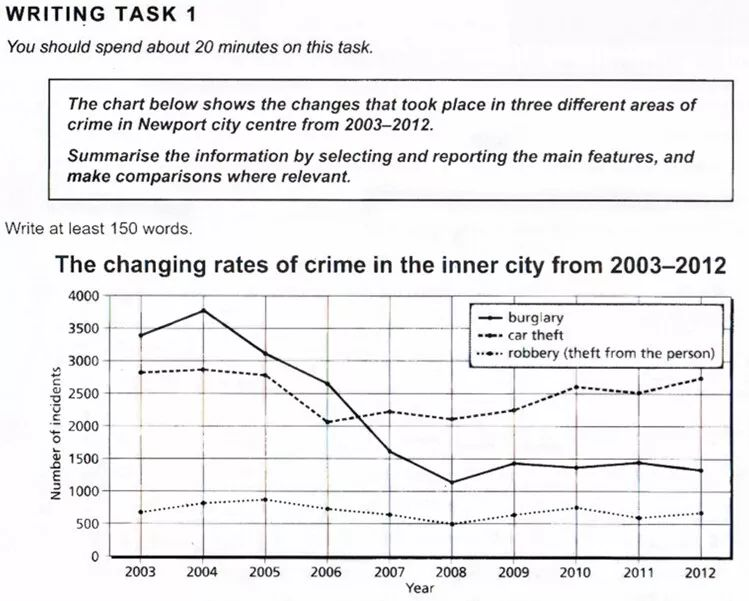 WRITING TASK 1
You should spend about 20 minutes on this task.
The chart below shows the changes that took place in three different areas of
crime in Newport city centre from 2003–2012.
Summarise the information by selecting and reporting the main features, and
make comparisons where relevant.
Write at least 150 words.
The changing rates of crime in the inner city from 2003–2012
burglary
car theft
robbery (theft from the person)
Number of incidents
4000
3500
3000
2500
2000
1500
1000
500
0
2003 2004 2005 2006 2007 2008 2009 2010 2011 2012
Year